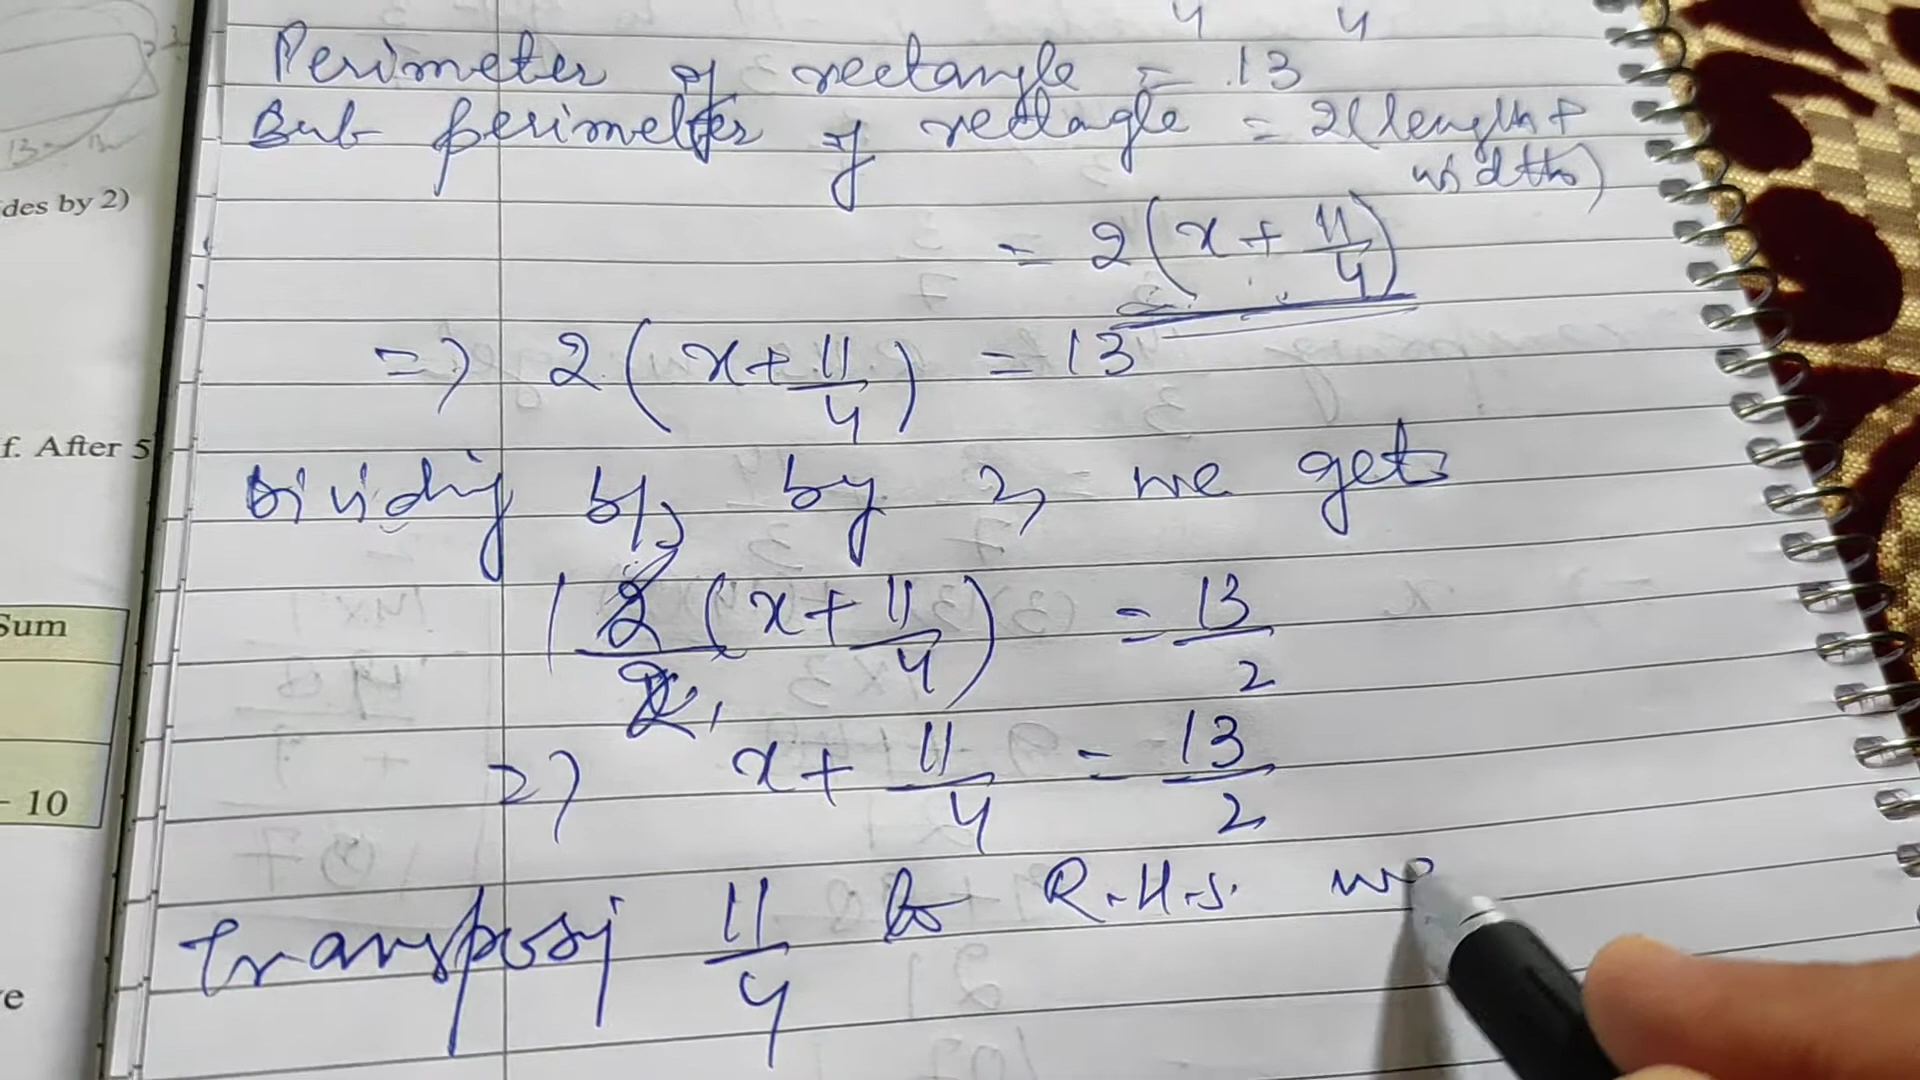 des by 2)
f. After 5
Sum
- 10
Perimeter of rectangle = 13
But perimeter of rectagle = 2(length +
width)
= 2(x + 11/4)
=> 2(x + 11/4) = 13
Dividing b/s by 2, we get
(2(x + 11/4)/2) = 13/2
=> x + 11/4 = 13/2
Transposing 11/4 to R.H.S. we